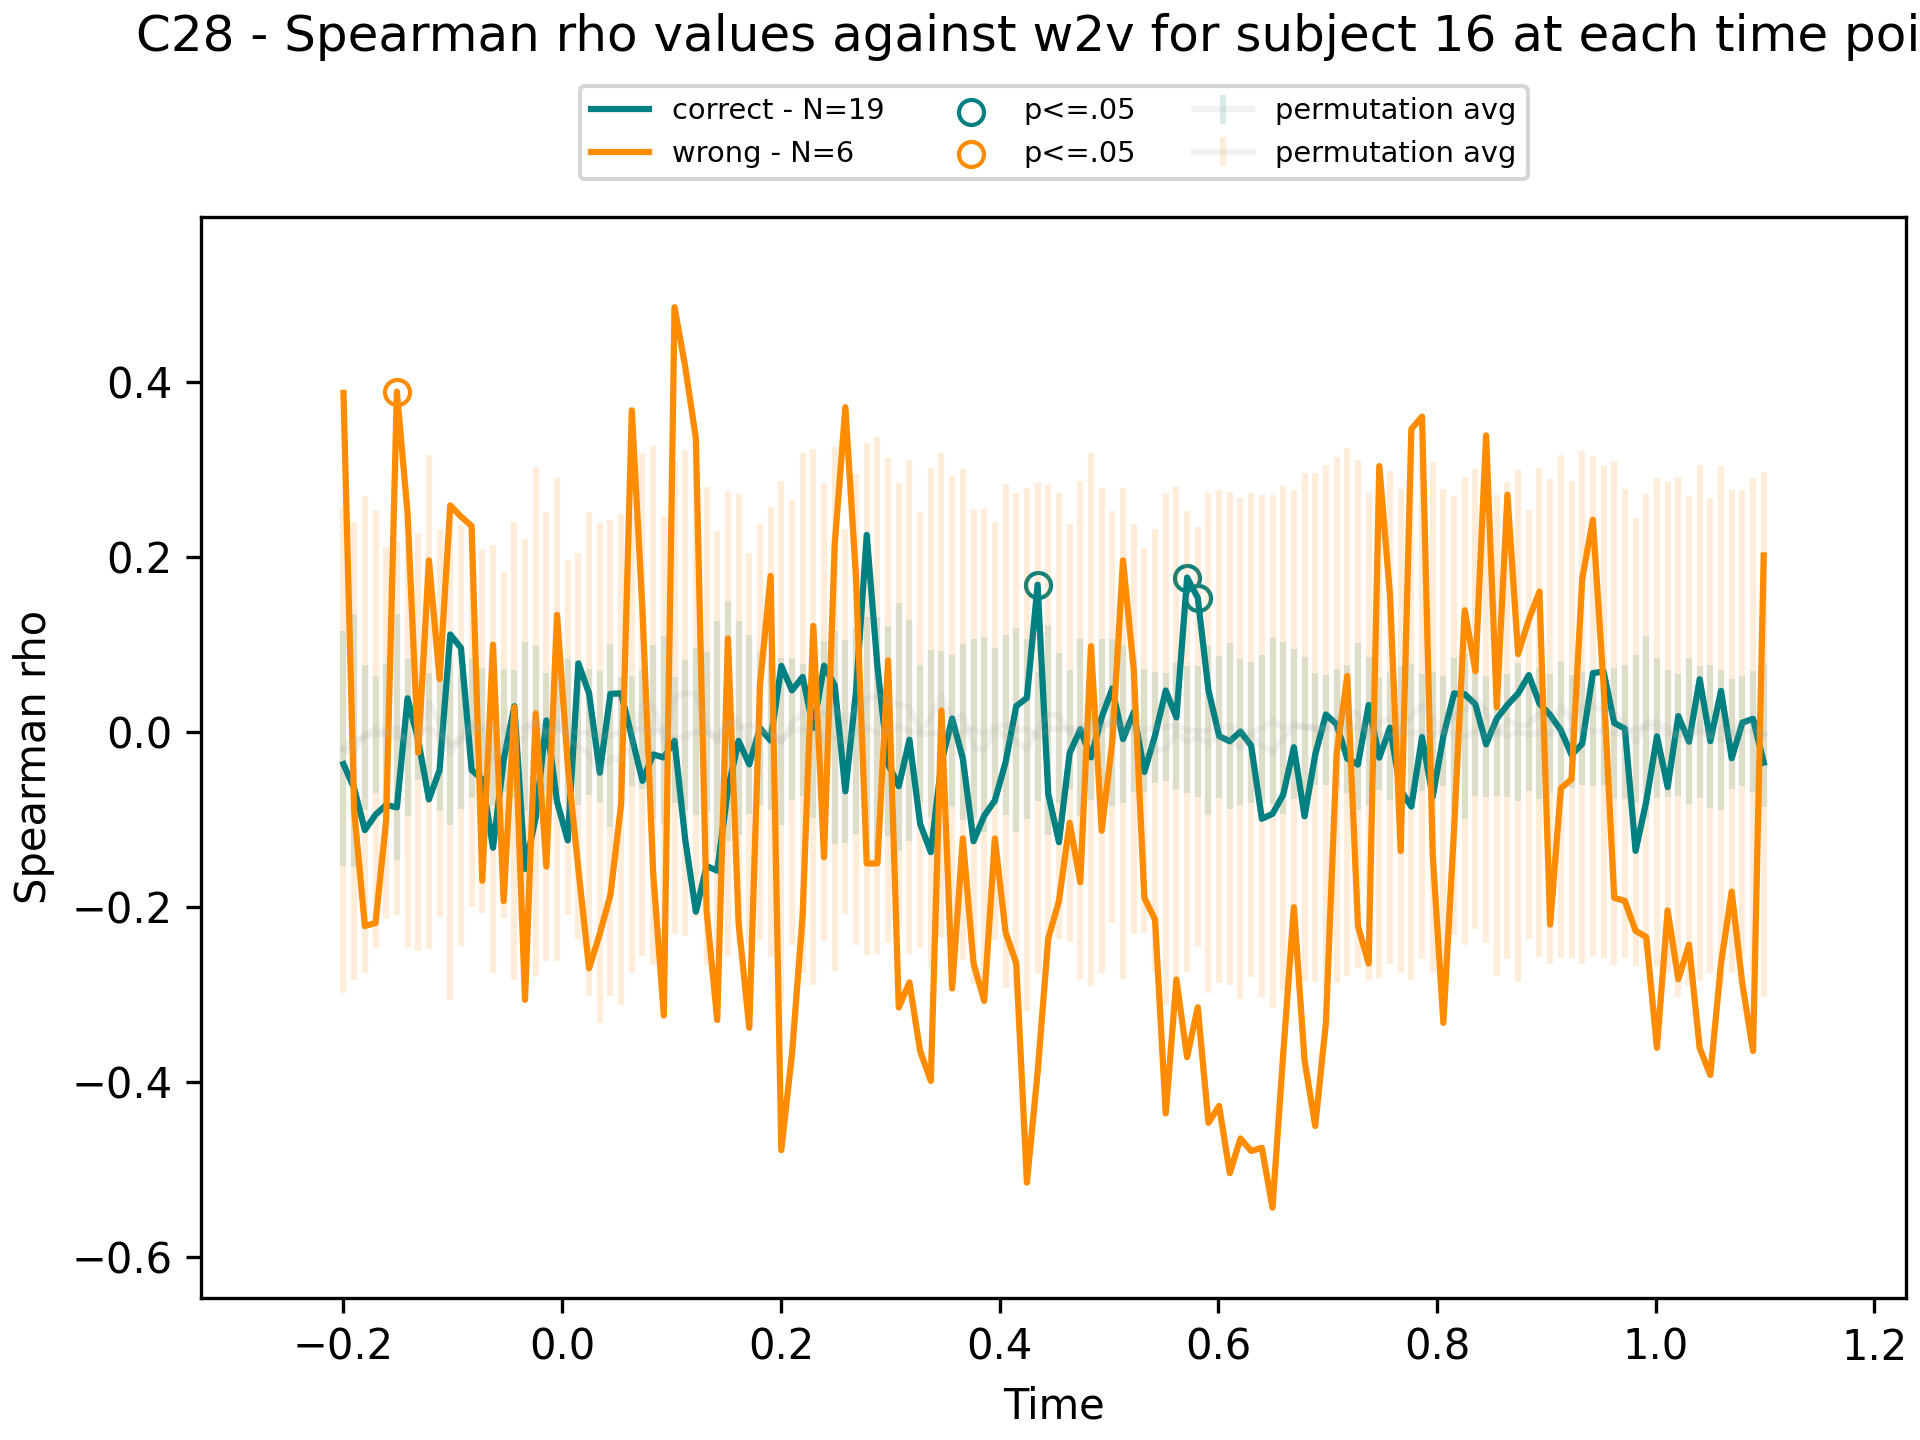 C28 - Spearman rho values against w2v for subject 16 at each time poi
correct - N=19
wrong - N=6
p<=.05
p<=.05
permutation avg
permutation avg
Spearman rho
0.4
0.2
0.0
−0.2
−0.4
−0.6
−0.2 0.0 0.2 0.4 0.6 0.8 1.0 1.2
Time